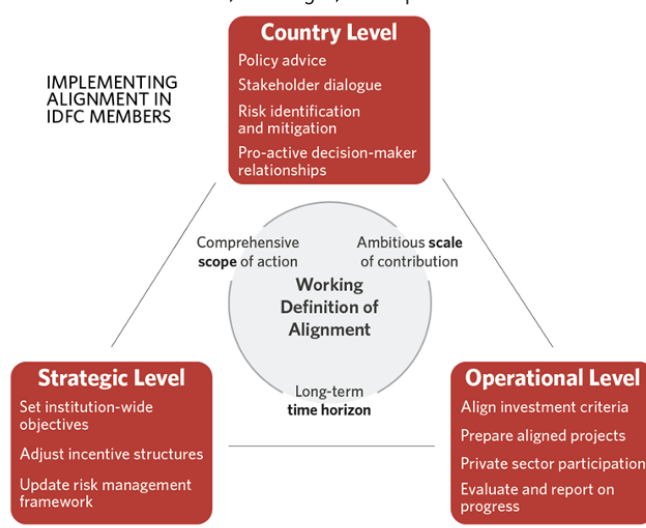 Country Level
Policy advice
Stakeholder dialogue
Risk identification
and mitigation
Pro-active decision-maker
relationships
IMPLEMENTING
ALIGNMENT IN
IDFC MEMBERS
Comprehensive
scope of action
Ambitious scale
of contribution
Working
Definition of
Alignment
Long-term
time horizon
Strategic Level
Set institution-wide
objectives
Adjust incentive structures
Update risk management
framework
Operational Level
Align investment criteria
Prepare aligned projects
Private sector participation
Evaluate and report on
progress